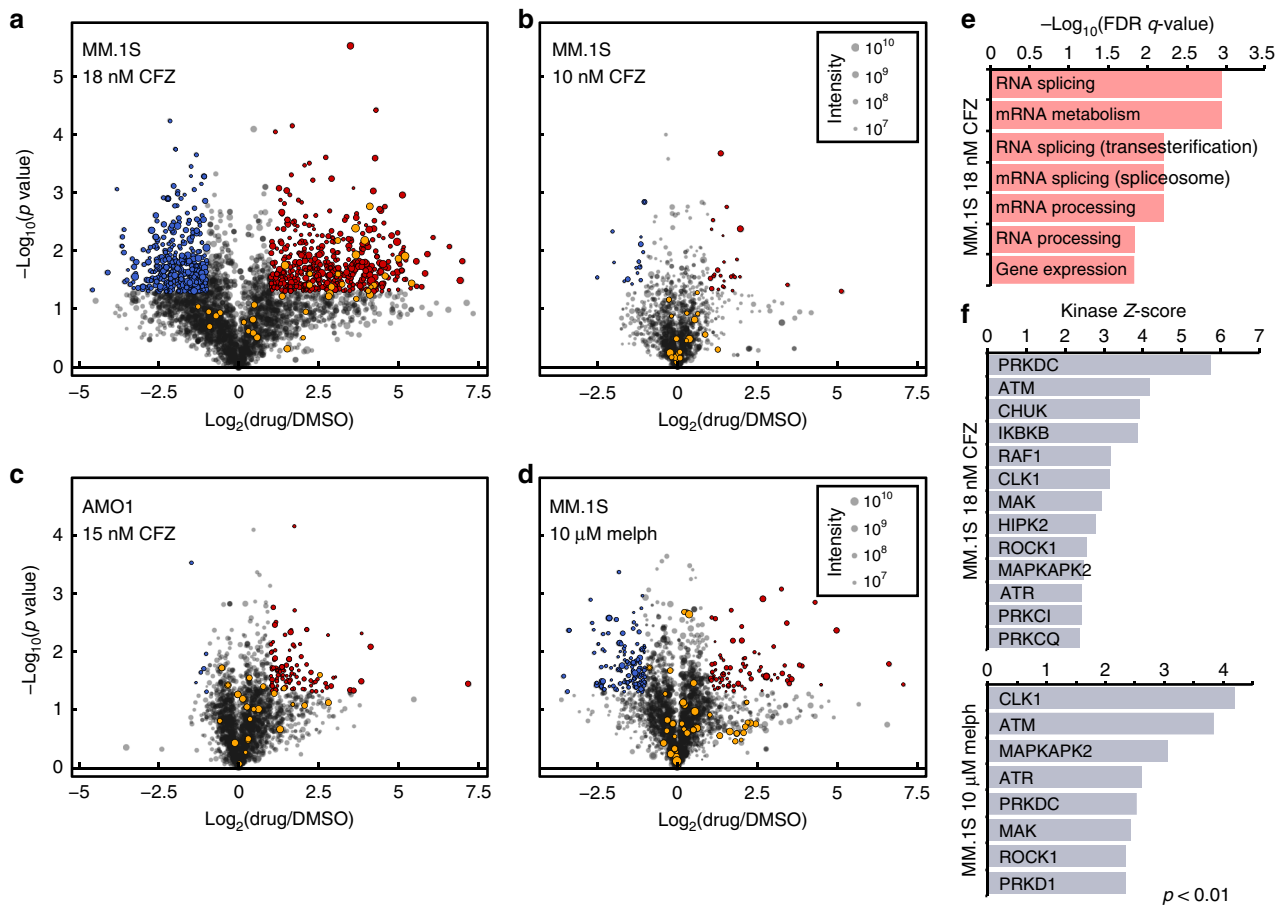 a
MM.1S
18 nM CFZ
5
4
3
2
1
0
–Log10(p value)
−5 −2.5 0 2.5 5 7.5
Log2(drug/DMSO)
b
MM.1S
10 nM CFZ
Intensity
10^10
10^9
10^8
10^7
−2.5 0 2.5 5 7.5
Log2(drug/DMSO)
c
AMO1
15 nM CFZ
4
3
2
1
0
–Log10(p value)
−5 −2.5 0 2.5 5 7.5
Log2(drug/DMSO)
d
MM.1S
10 μM melph
Intensity
10^10
10^9
10^8
10^7
−2.5 0 2.5 5 7.5
Log2(drug/DMSO)
e
–Log10(FDR q-value)
0 0.5 1 1.5 2 2.5 3 3.5
MM.1S 18 nM CFZ
RNA splicing
mRNA metabolism
RNA splicing (transesterification)
mRNA splicing (spliceosome)
mRNA processing
RNA processing
Gene expression
f
Kinase Z-score
0 1 2 3 4 5 6 7
MM.1S 18 nM CFZ
PRKDC
ATM
CHUK
IKBKB
RAF1
CLK1
MAK
HIPK2
ROCK1
MAPKAPK2
ATR
PRKCI
PRKCQ
0 1 2 3 4
MM.1S 10 μM melph
CLK1
ATM
MAPKAPK2
ATR
PRKDC
MAK
ROCK1
PRKD1
p < 0.01